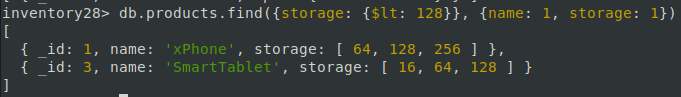 inventory28> db.products.find({storage: {$lt: 128}}, {name: 1, storage: 1})
[
  { _id: 1, name: 'xPhone', storage: [ 64, 128, 256 ] },
  { _id: 3, name: 'SmartTablet', storage: [ 16, 64, 128 ] }
]